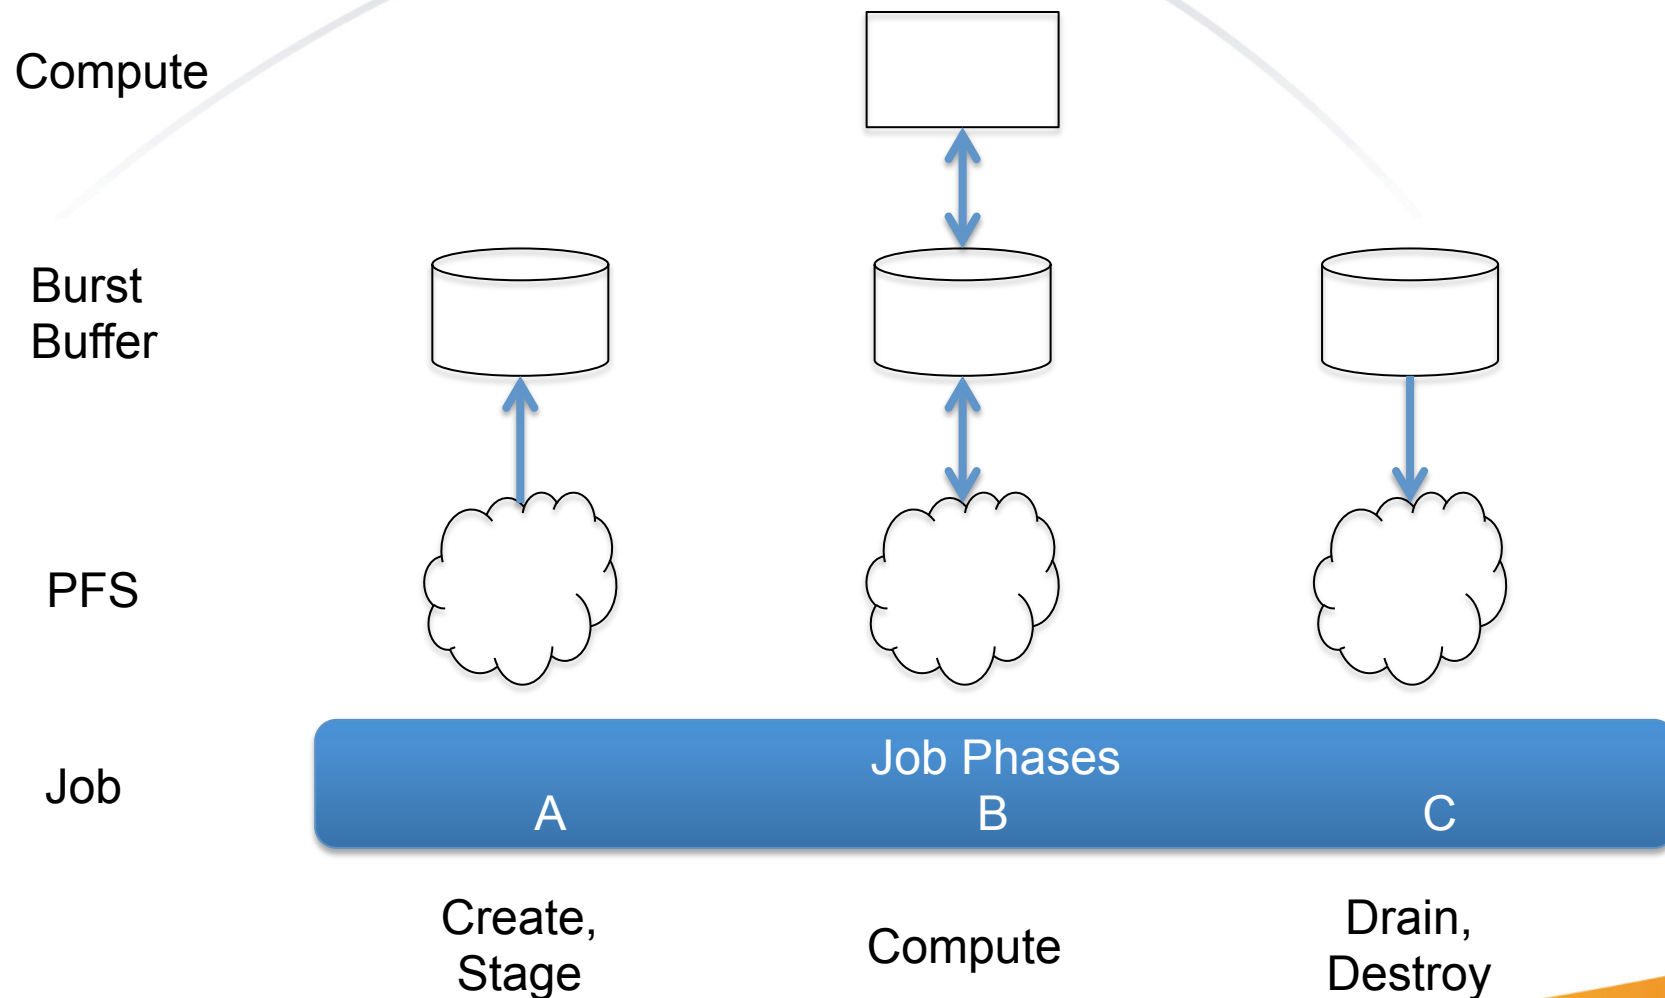 Compute
Burst
Buffer
PFS
Job
Job Phases
A
B
C
Create,
Stage
Compute
Drain,
Destroy